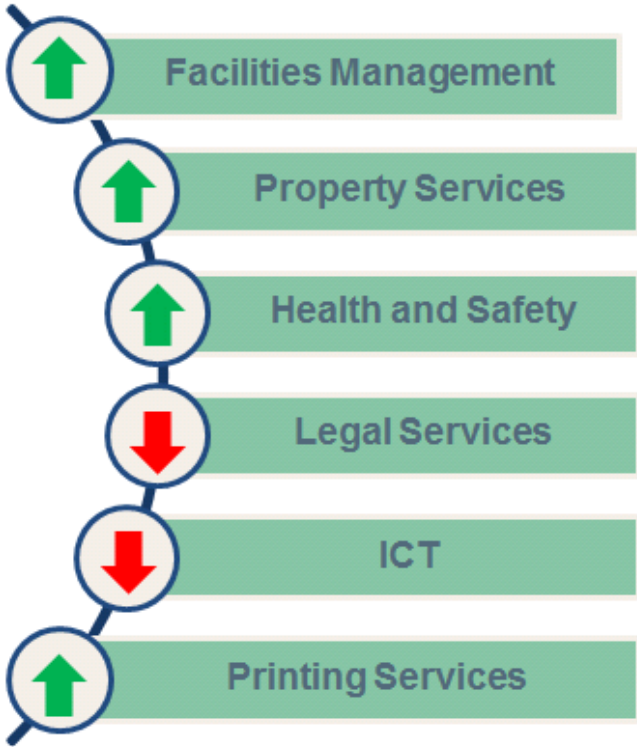 Facilities Management
Property Services
Health and Safety
Legal Services
ICT
Printing Services